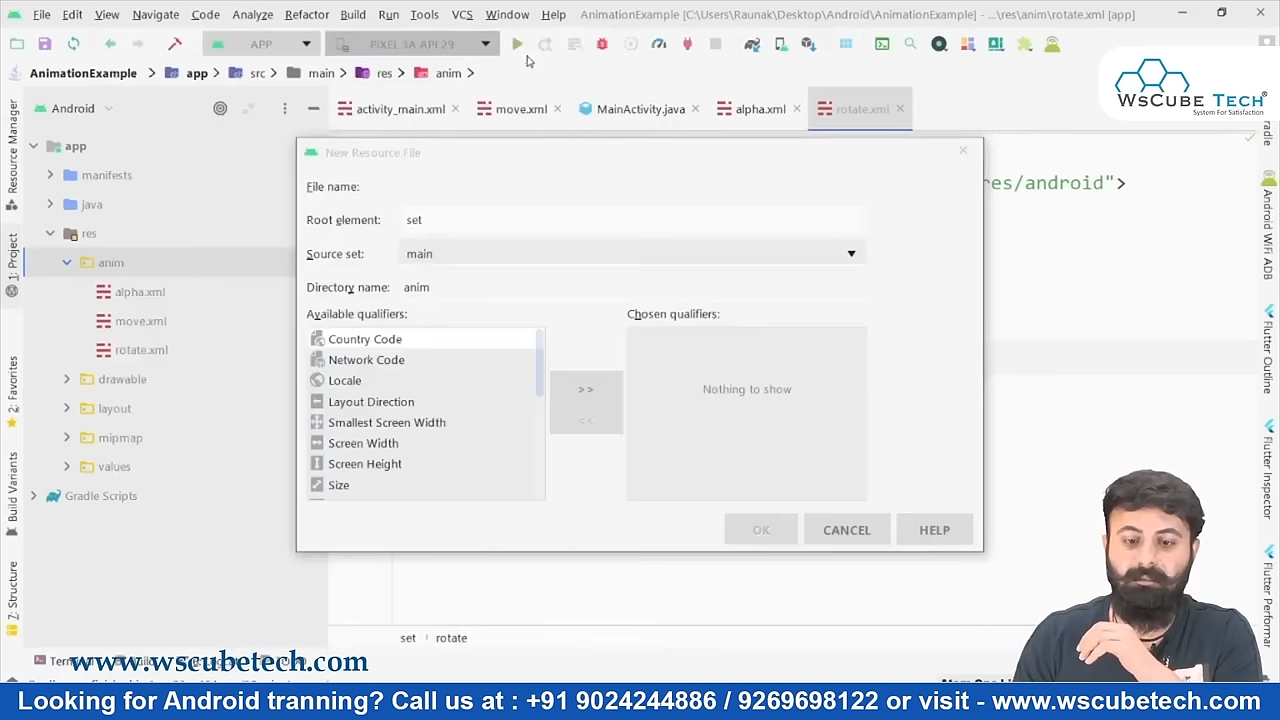 File Edit View Navigate Code Analyze Refactor Build Run Tools VCS Window Help AnimationExample [C:\Users\Raunak\Desktop\Android\AnimationExample] - ...\res\anim\rotate.xml [app]
APP PIXEL 3A API 29
AnimationExample app src main res anim
WsCube Tech
System For Satisfaction
Android activity_main.xml move.xml MainActivity.java alpha.xml rotate.xml
Resource Manager
1: Project
2: Favorites
Build Variants
7: Structure
app
manifests
java
res
anim
alpha.xml
move.xml
rotate.xml
drawable
layout
mipmap
values
Gradle Scripts
New Resource File
File name:
Root element: set
Source set: main
Directory name: anim
Available qualifiers: Chosen qualifiers:
Country Code
Network Code
Locale
Layout Direction
Smallest Screen Width
Screen Width
Screen Height
Size
>>
<<
Nothing to show
OK CANCEL HELP
res/android">
Android WiFi ADB
Flutter Outline
Flutter Inspector
Flutter Performar
set rotate
www.wscubetech.com
Looking for Android tranning? Call us at : +91 9024244886 / 9269698122 or visit - www.wscubetech.com